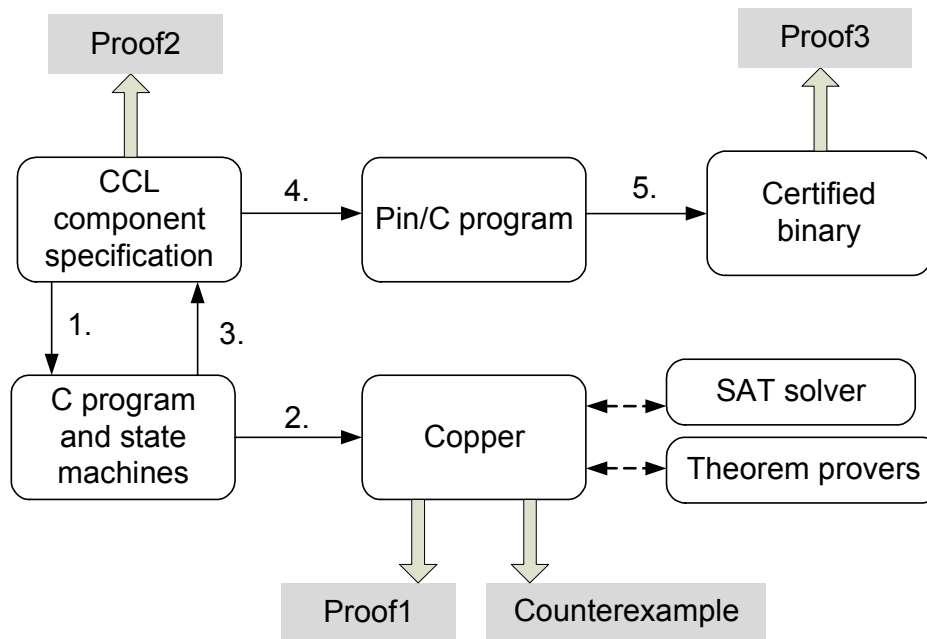 Proof2
Proof3
CCL
component
specification
4.
Pin/C program
5.
Certified
binary
1.
3.
C program
and state
machines
2.
Copper
SAT solver
Theorem provers
Proof1
Counterexample